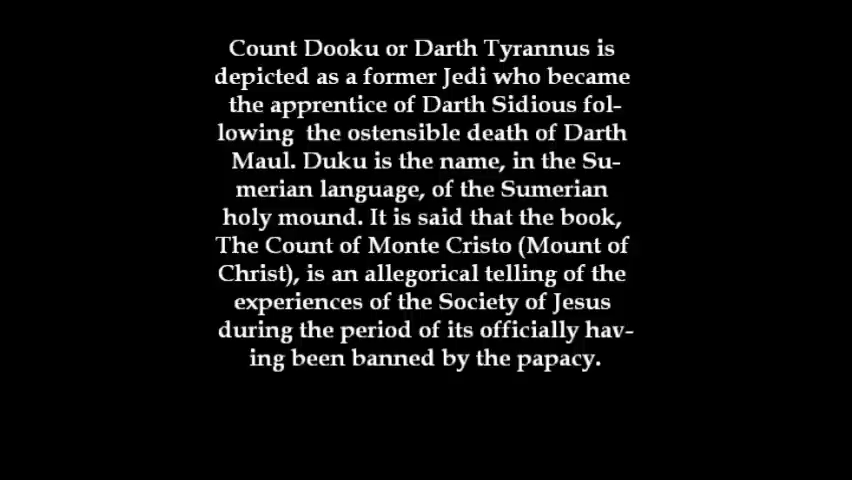 Count Dooku or Darth Tyrannus is
depicted as a former Jedi who became
the apprentice of Darth Sidious fol-
lowing  the ostensible death of Darth
Maul. Duku is the name, in the Su-
merian language, of the Sumerian
holy mound. It is said that the book,
The Count of Monte Cristo (Mount of
Christ), is an allegorical telling of the
experiences of the Society of Jesus
during the period of its officially hav-
ing been banned by the papacy.